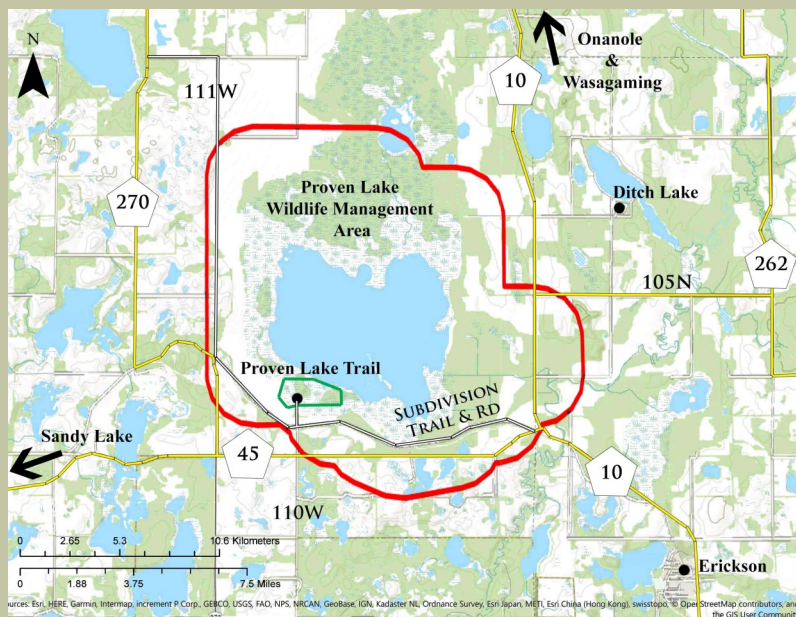 N
Onanole
&
Wasagaming
111W
10
270
Proven Lake
Wildlife Management
Area
Ditch Lake
262
105N
Proven Lake Trail
SUBDIVISION
TRAIL & RD
Sandy Lake
45
10
110W
0 2.65 5.3 10.6 Kilometers
0 1.88 3.75 7.5 Miles
Erickson
Esri, HERE, Garmin, Intermap, increment P Corp., GEBCO, USGS, FAO, NPS, NRCAN, GeoBase, IGN, Kadaster NL, Ordnance Survey, Esri Japan, METI, Esri China (Hong Kong), swisstopo, © OpenStreetMap contributors, and
the GIS User Community